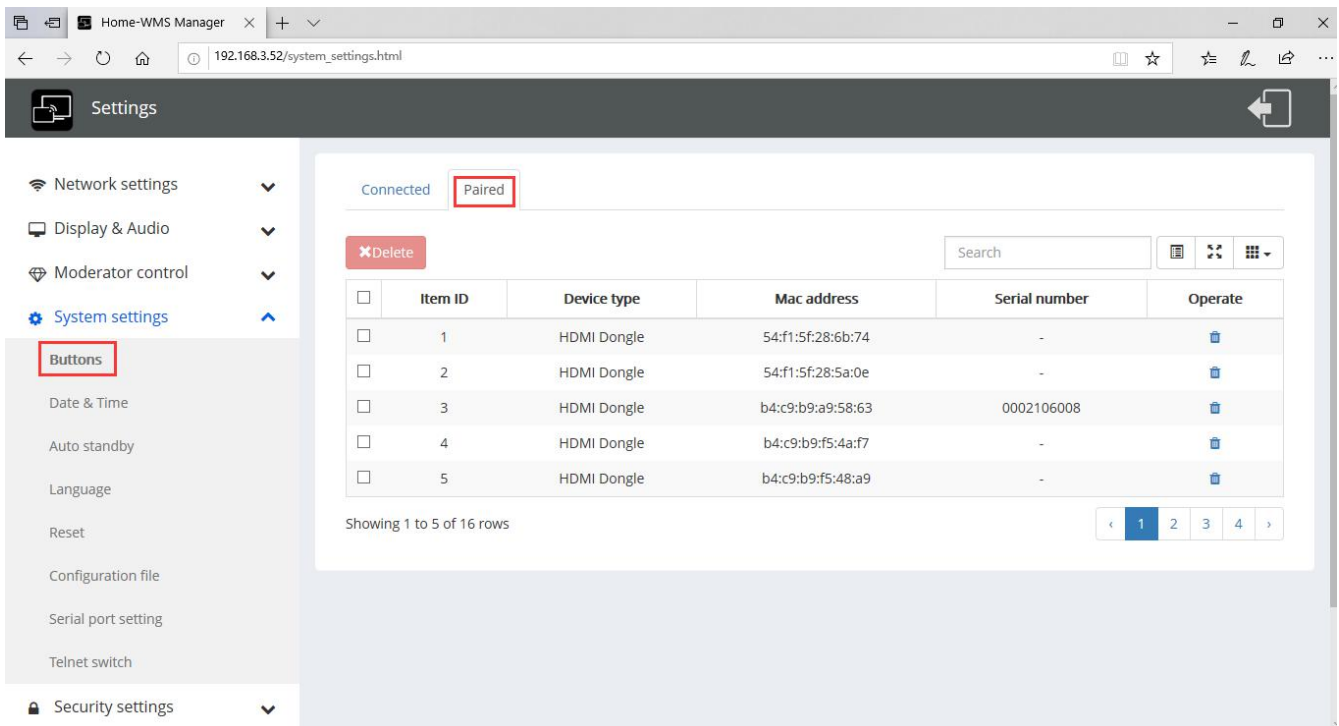 Home-WMS Manager
192.168.3.52/system_settings.html
Settings
Network settings
Display & Audio
Moderator control
System settings
Buttons
Date & Time
Auto standby
Language
Reset
Configuration file
Serial port setting
Telnet switch
Security settings
Connected Paired
Delete Search
Item ID Device type Mac address Serial number Operate
1 HDMI Dongle 54:f1:5f:28:6b:74 -
2 HDMI Dongle 54:f1:5f:28:5a:0e -
3 HDMI Dongle b4:c9:b9:a9:58:63 0002106008
4 HDMI Dongle b4:c9:b9:f5:4a:f7 -
5 HDMI Dongle b4:c9:b9:f5:48:a9 -
Showing 1 to 5 of 16 rows ‹ 1 2 3 4 ›